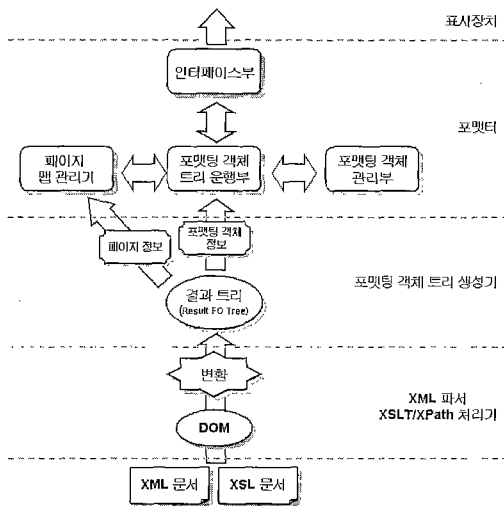 표시장치
인터페이스부
포맷터
페이지
맵 관리기
포맷팅 객체
트리 운행부
포맷팅 객체
관리부
페이지 정보
포맷팅 객체
정보
포맷팅 객체 트리 생성기
결과 트리
(Result FO Tree)
변환
XML 파서
XSLT/XPath 처리기
DOM
XML 문서
XSL 문서